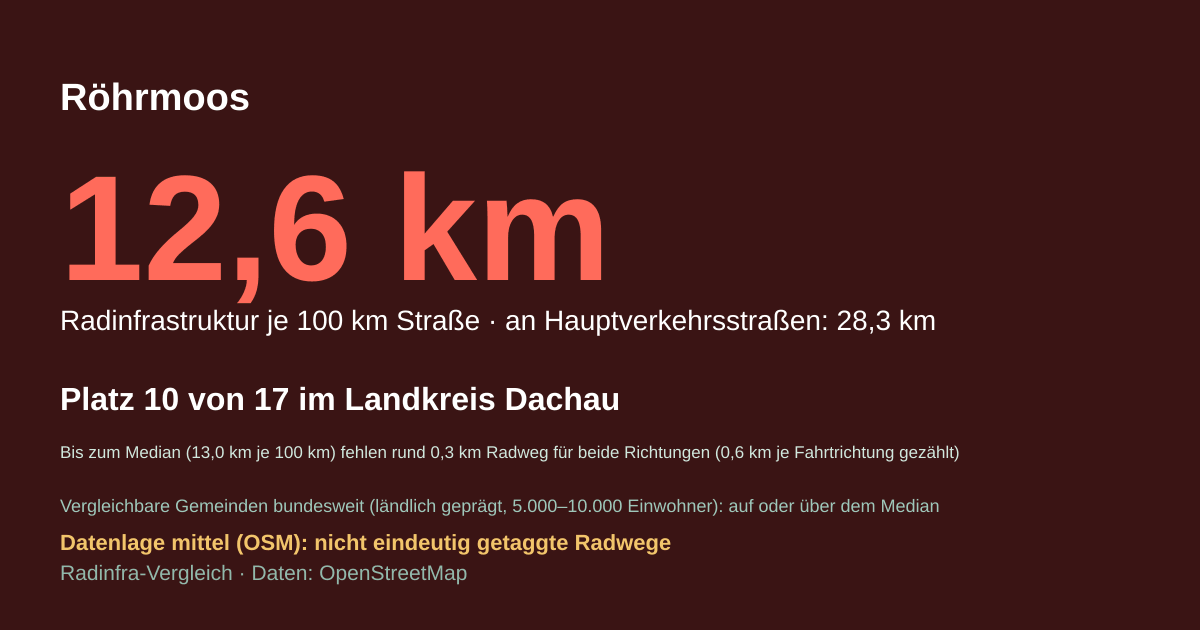 Röhrmoos
12,6 km
Radinfrastruktur je 100 km Straße · an Hauptverkehrsstraßen: 28,3 km
Platz 10 von 17 im Landkreis Dachau
Bis zum Median (13,0 km je 100 km) fehlen rund 0,3 km Radweg für beide Richtungen (0,6 km je Fahrtrichtung gezählt)
Vergleichbare Gemeinden bundesweit (ländlich geprägt, 5.000–10.000 Einwohner): auf oder über dem Median
Datenlage mittel (OSM): nicht eindeutig getaggte Radwege
Radinfra-Vergleich · Daten: OpenStreetMap